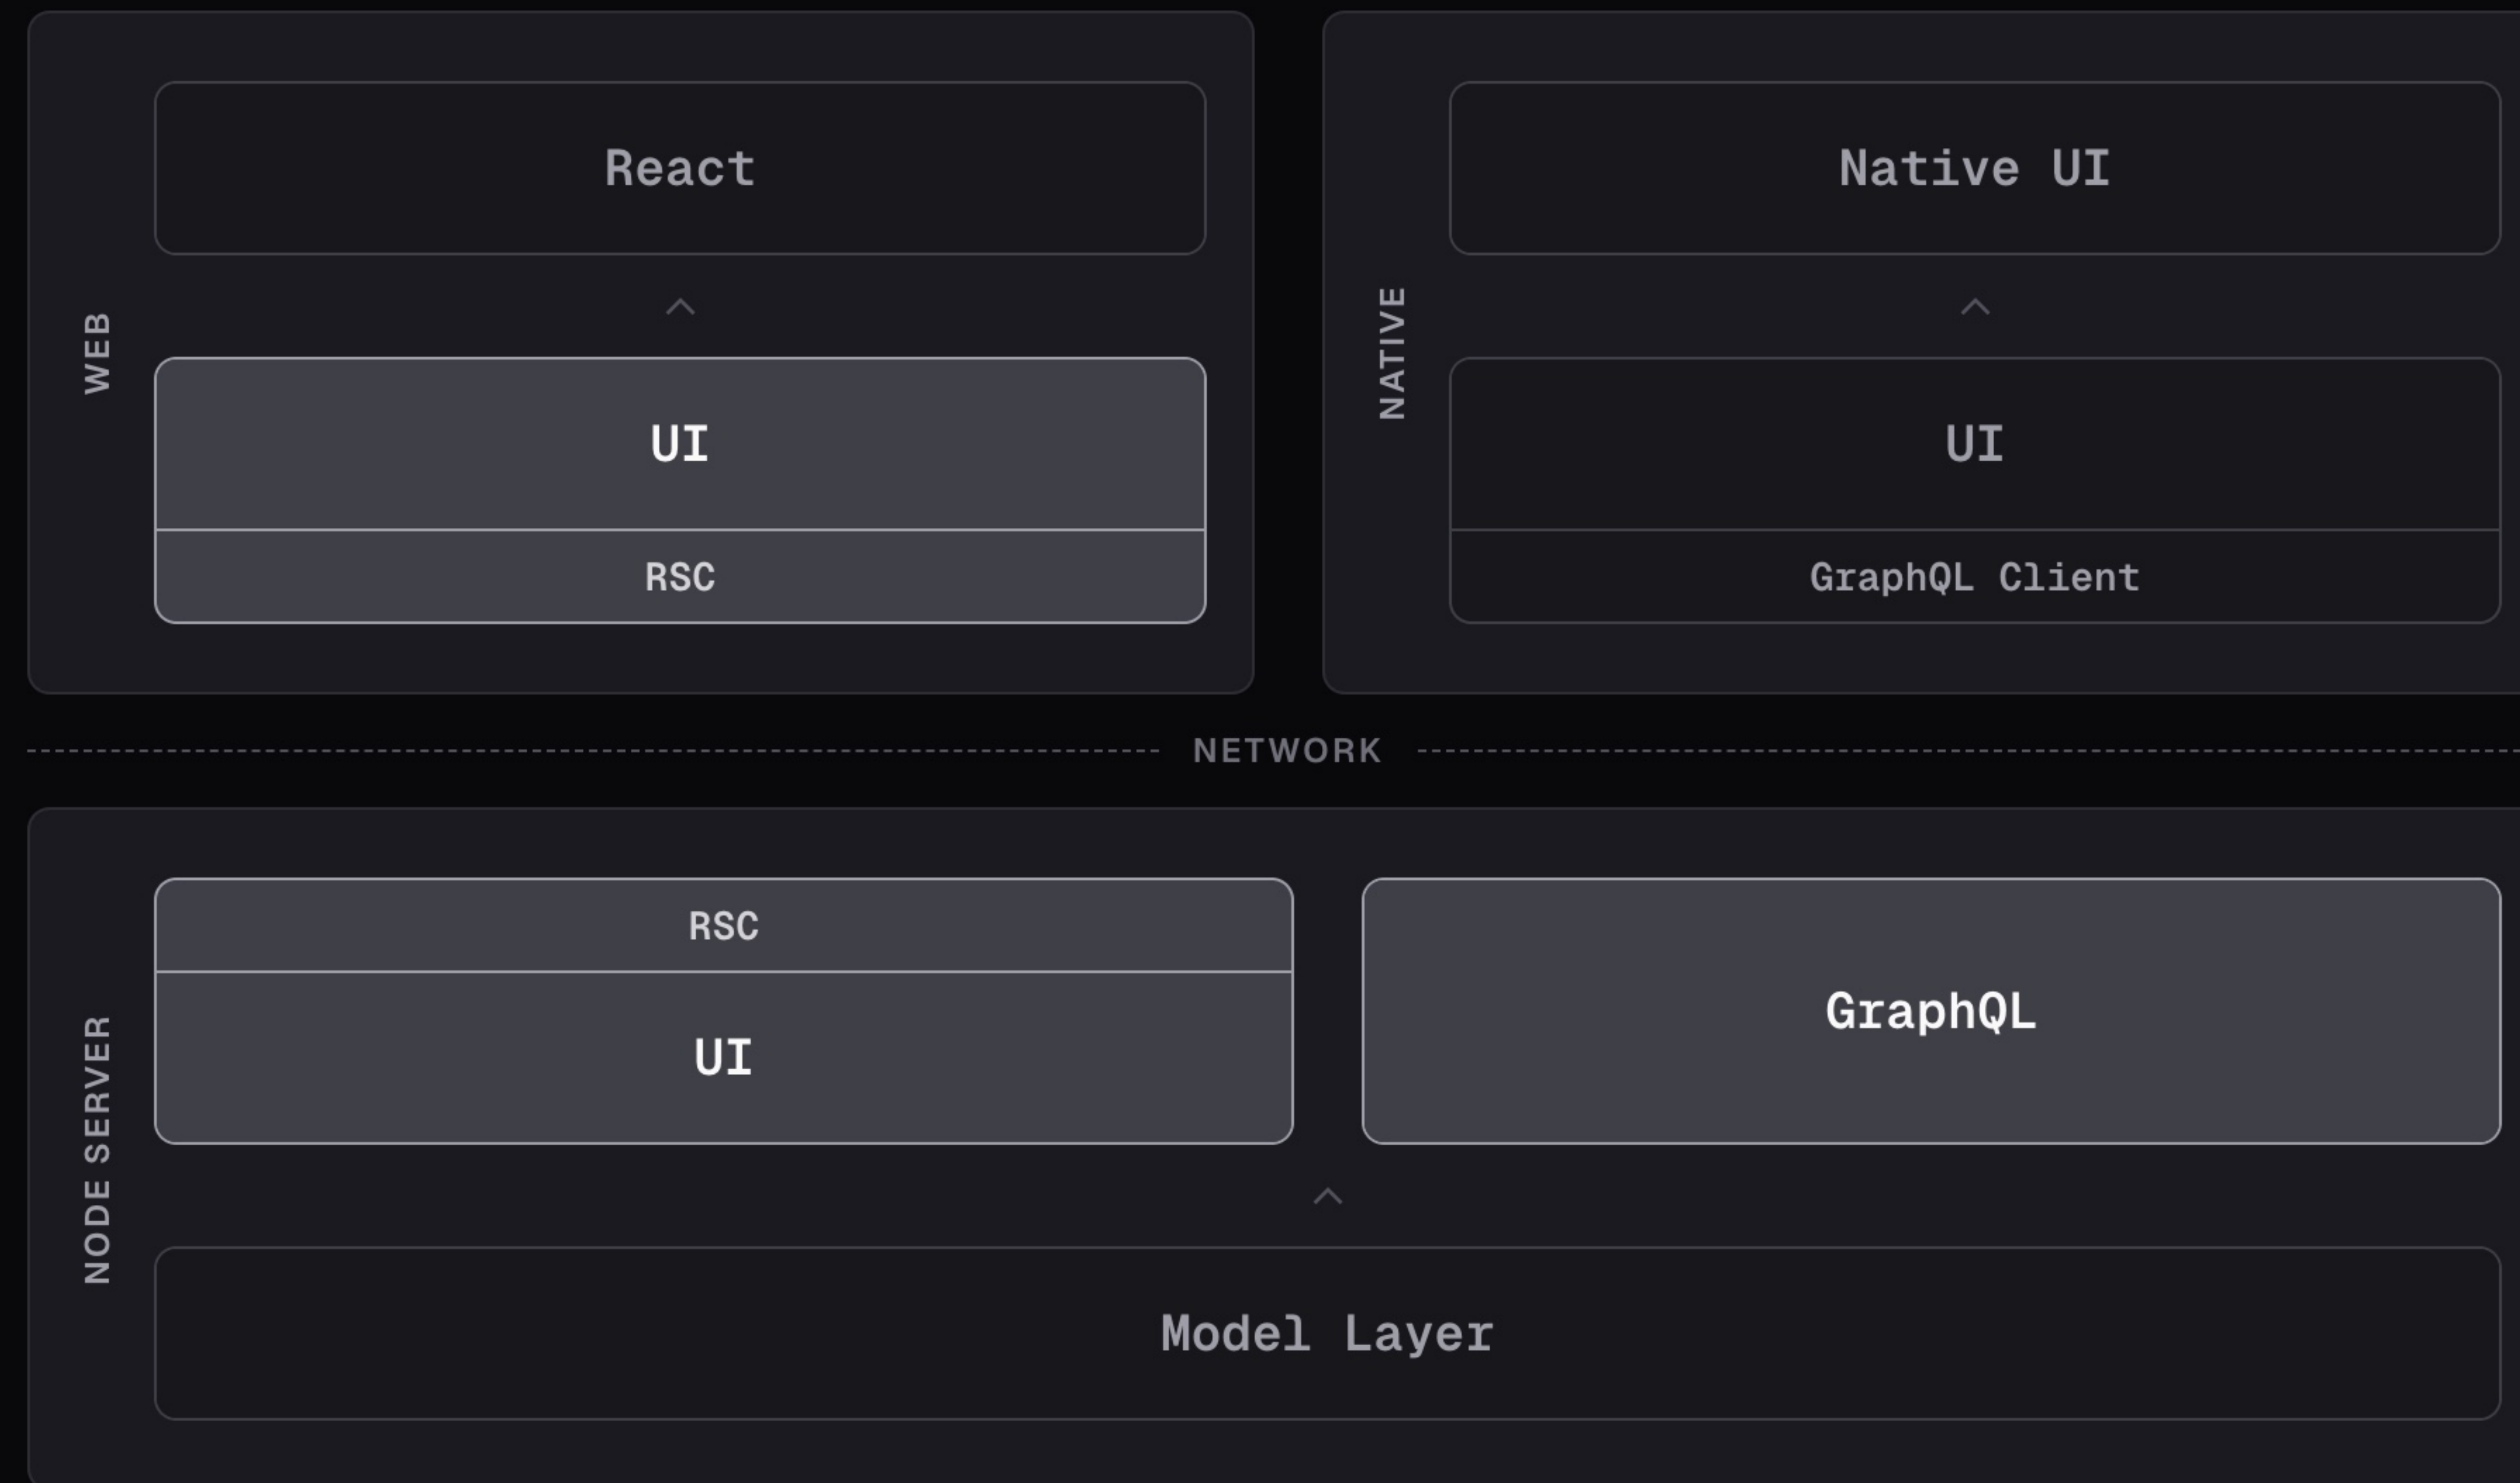 WEB
React
UI
RSC
NATIVE
Native UI
UI
GraphQL Client
NETWORK
NODE SERVER
RSC
UI
GraphQL
Model Layer